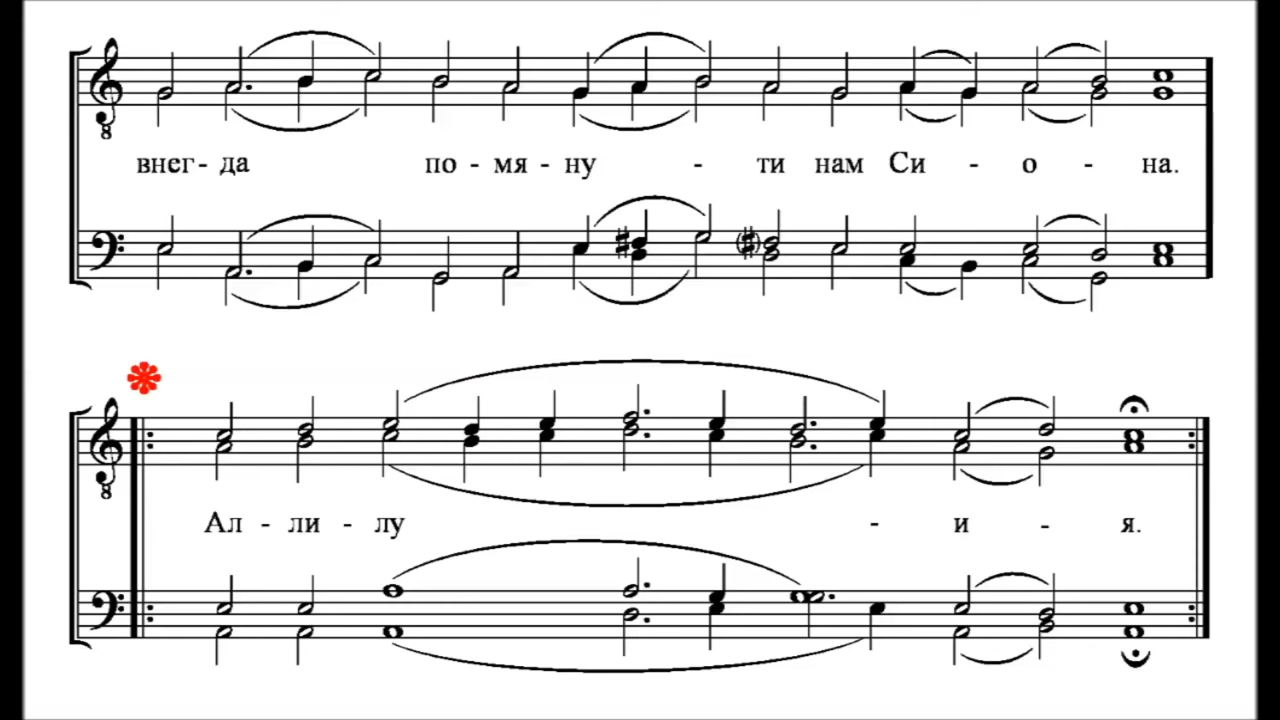 внег - да по - мя - ну - ти нам Си - о - на.
Ал - ли - лу - и - я.